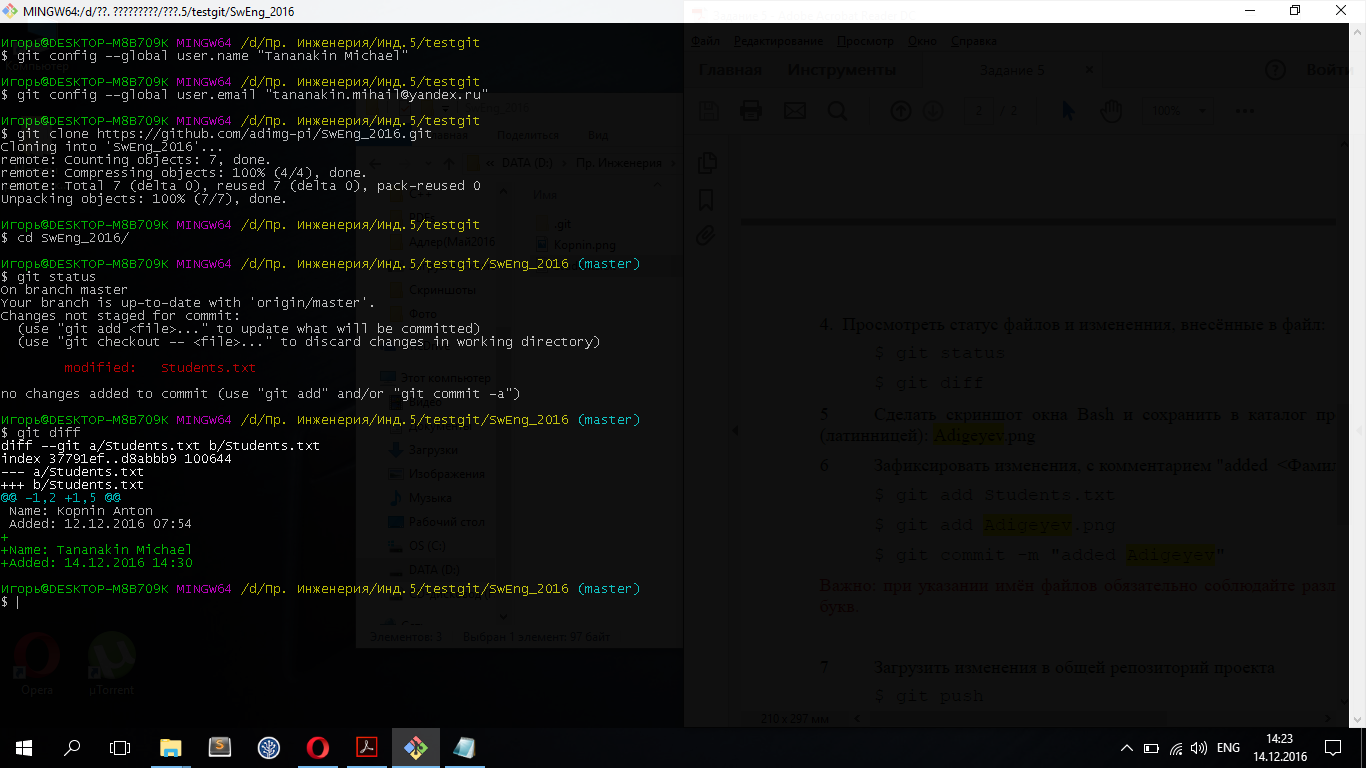 MINGW64:/d/??. ?????????/???.5/testgit/SwEng_2016
Игорь@DESKTOP-M8B709K MINGW64 /d/Пр. Инженерия/Инд.5/testgit
$ git config --global user.name "Tananakin Michael"
Игорь@DESKTOP-M8B709K MINGW64 /d/Пр. Инженерия/Инд.5/testgit
$ git config --global user.email "tananakin.mihail@yandex.ru"
Игорь@DESKTOP-M8B709K MINGW64 /d/Пр. Инженерия/Инд.5/testgit
$ git clone https://github.com/adimg-pi/SwEng_2016.git
Cloning into 'SwEng_2016'...
remote: Counting objects: 7, done.
remote: Compressing objects: 100% (4/4), done.
remote: Total 7 (delta 0), reused 7 (delta 0), pack-reused 0
Unpacking objects: 100% (7/7), done.
Игорь@DESKTOP-M8B709K MINGW64 /d/Пр. Инженерия/Инд.5/testgit
$ cd SwEng_2016/
Игорь@DESKTOP-M8B709K MINGW64 /d/Пр. Инженерия/Инд.5/testgit/SwEng_2016 (master)
$ git status
On branch master
Your branch is up-to-date with 'origin/master'.
Changes not staged for commit:
(use "git add <file>..." to update what will be committed)
(use "git checkout -- <file>..." to discard changes in working directory)
modified: Students.txt
no changes added to commit (use "git add" and/or "git commit -a")
Игорь@DESKTOP-M8B709K MINGW64 /d/Пр. Инженерия/Инд.5/testgit/SwEng_2016 (master)
$ git diff
diff --git a/Students.txt b/Students.txt
index 37791ef..d8abbb9 100644
--- a/Students.txt
+++ b/Students.txt
@@ -1,2 +1,5 @@
Name: Kopnin Anton
Added: 12.12.2016 07:54
+
+Name: Tananakin Michael
+Added: 14.12.2016 14:30
Игорь@DESKTOP-M8B709K MINGW64 /d/Пр. Инженерия/Инд.5/testgit/SwEng_2016 (master)
$
Поделиться Вид
« DATA (D:) › Пр. Инженерия ›
Имя
C++
.git
Адлер(Май2016
Kopnin.png
Скриншоты
Фото
Этот компьютер
Загрузки
Изображения
Музыка
Рабочий стол
OS (C:)
DATA (D:)
Элементов: 3 Выбран 1 элемент: 97 байт
Opera
µTorrent
Файл Редактирование Просмотр Окно Справка
Главная Инструменты Задание 5 × Войти
2 / 2 100%
4. Просмотреть статус файлов и изменения, внесённые в файл:
$ git status
$ git diff
5 Сделать скриншот окна Bash и сохранить в каталог пр
(латинницей): Adigeyev.png
6 Зафиксировать изменения, с комментарием "added <Фами
$ git add Students.txt
$ git add Adigeyev.png
$ git commit -m "added Adigeyev"
Важно: при указании имён файлов обязательно соблюдайте разл
букв.
7 Загрузить изменения в общей репозиторий проекта
$ git push
210 x 297 мм
ENG
14:23
14.12.2016